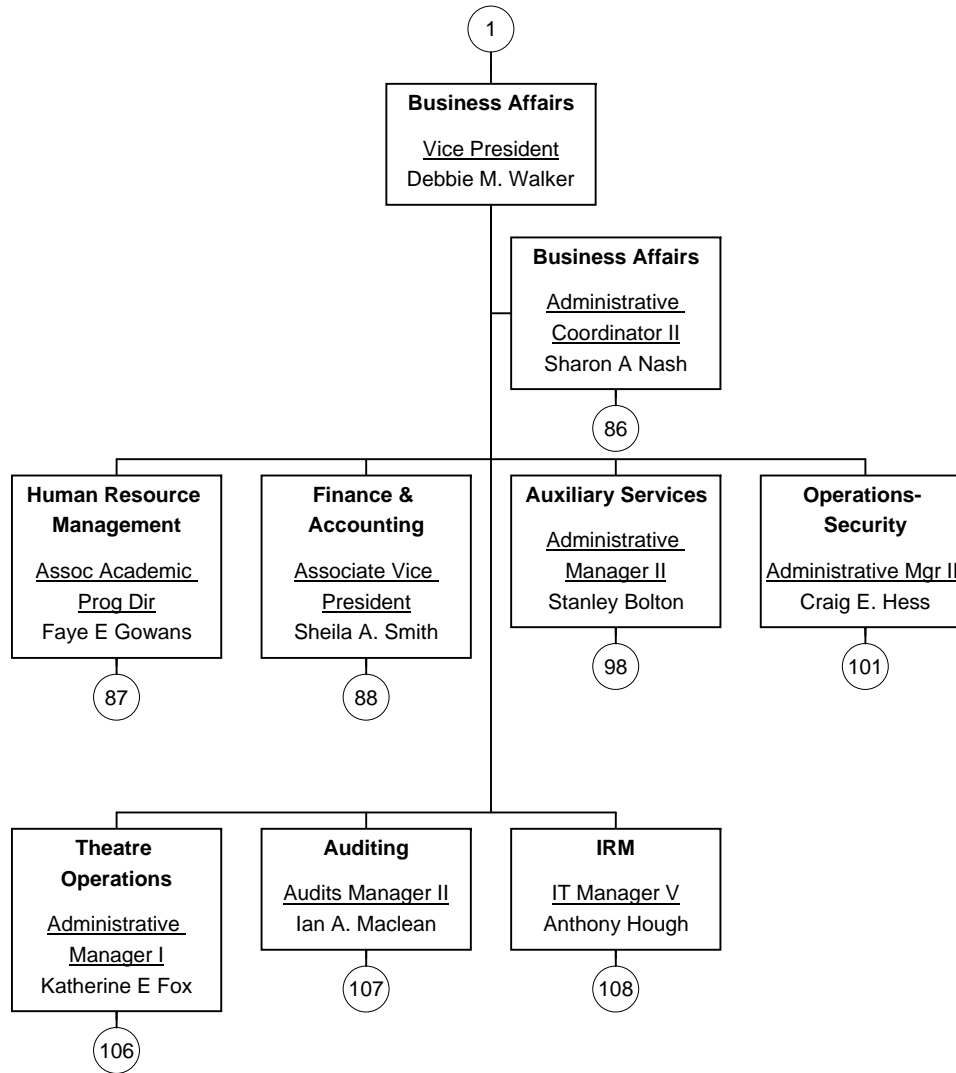 1
Business Affairs
Vice President
Debbie M. Walker
Business Affairs
Administrative
Coordinator II
Sharon A Nash
86
Human Resource
Management
Assoc Academic
Prog Dir
Faye E Gowans
87
Finance &
Accounting
Associate Vice
President
Sheila A. Smith
88
Auxiliary Services
Administrative
Manager II
Stanley Bolton
98
Operations-
Security
Administrative Mgr II
Craig E. Hess
101
Theatre
Operations
Administrative
Manager I
Katherine E Fox
106
Auditing
Audits Manager II
Ian A. Maclean
107
IRM
IT Manager V
Anthony Hough
108